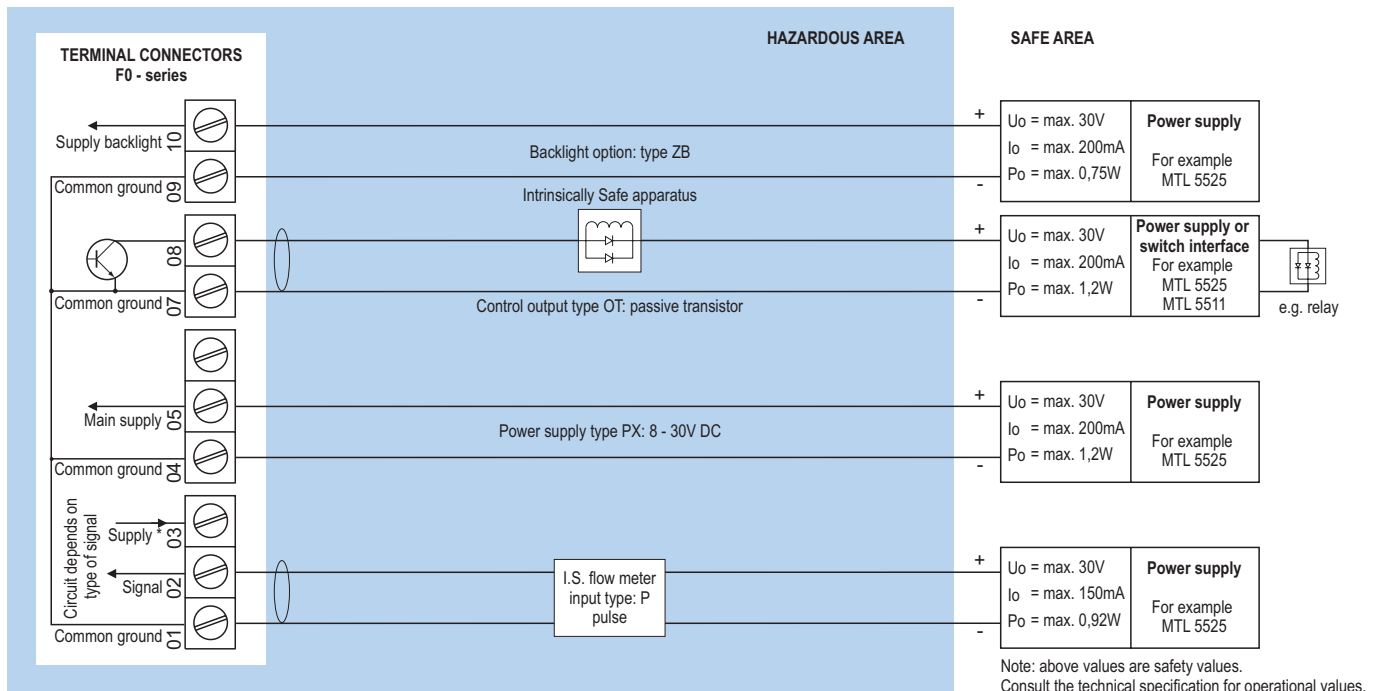 HAZARDOUS AREA
SAFE AREA
TERMINAL CONNECTORS
F0 - series
Supply backlight
10
Common ground
09
Backlight option: type ZB
+
-
Uo = max. 30V
Io = max. 200mA
Po = max. 0,75W
Power supply
For example
MTL 5525
Intrinsically Safe apparatus
08
Common ground
07
Control output type OT: passive transistor
+
-
Uo = max. 30V
Io = max. 200mA
Po = max. 1,2W
Power supply or
switch interface
For example
MTL 5525
MTL 5511
e.g. relay
Main supply
05
Common ground
04
Power supply type PX: 8 - 30V DC
+
-
Uo = max. 30V
Io = max. 200mA
Po = max. 1,2W
Power supply
For example
MTL 5525
Circuit depends on
type of signal
Supply *
03
Signal
02
Common ground
01
I.S. flow meter
input type: P
pulse
+
-
Uo = max. 30V
Io = max. 150mA
Po = max. 0,92W
Power supply
For example
MTL 5525
Note: above values are safety values.
Consult the technical specification for operational values.